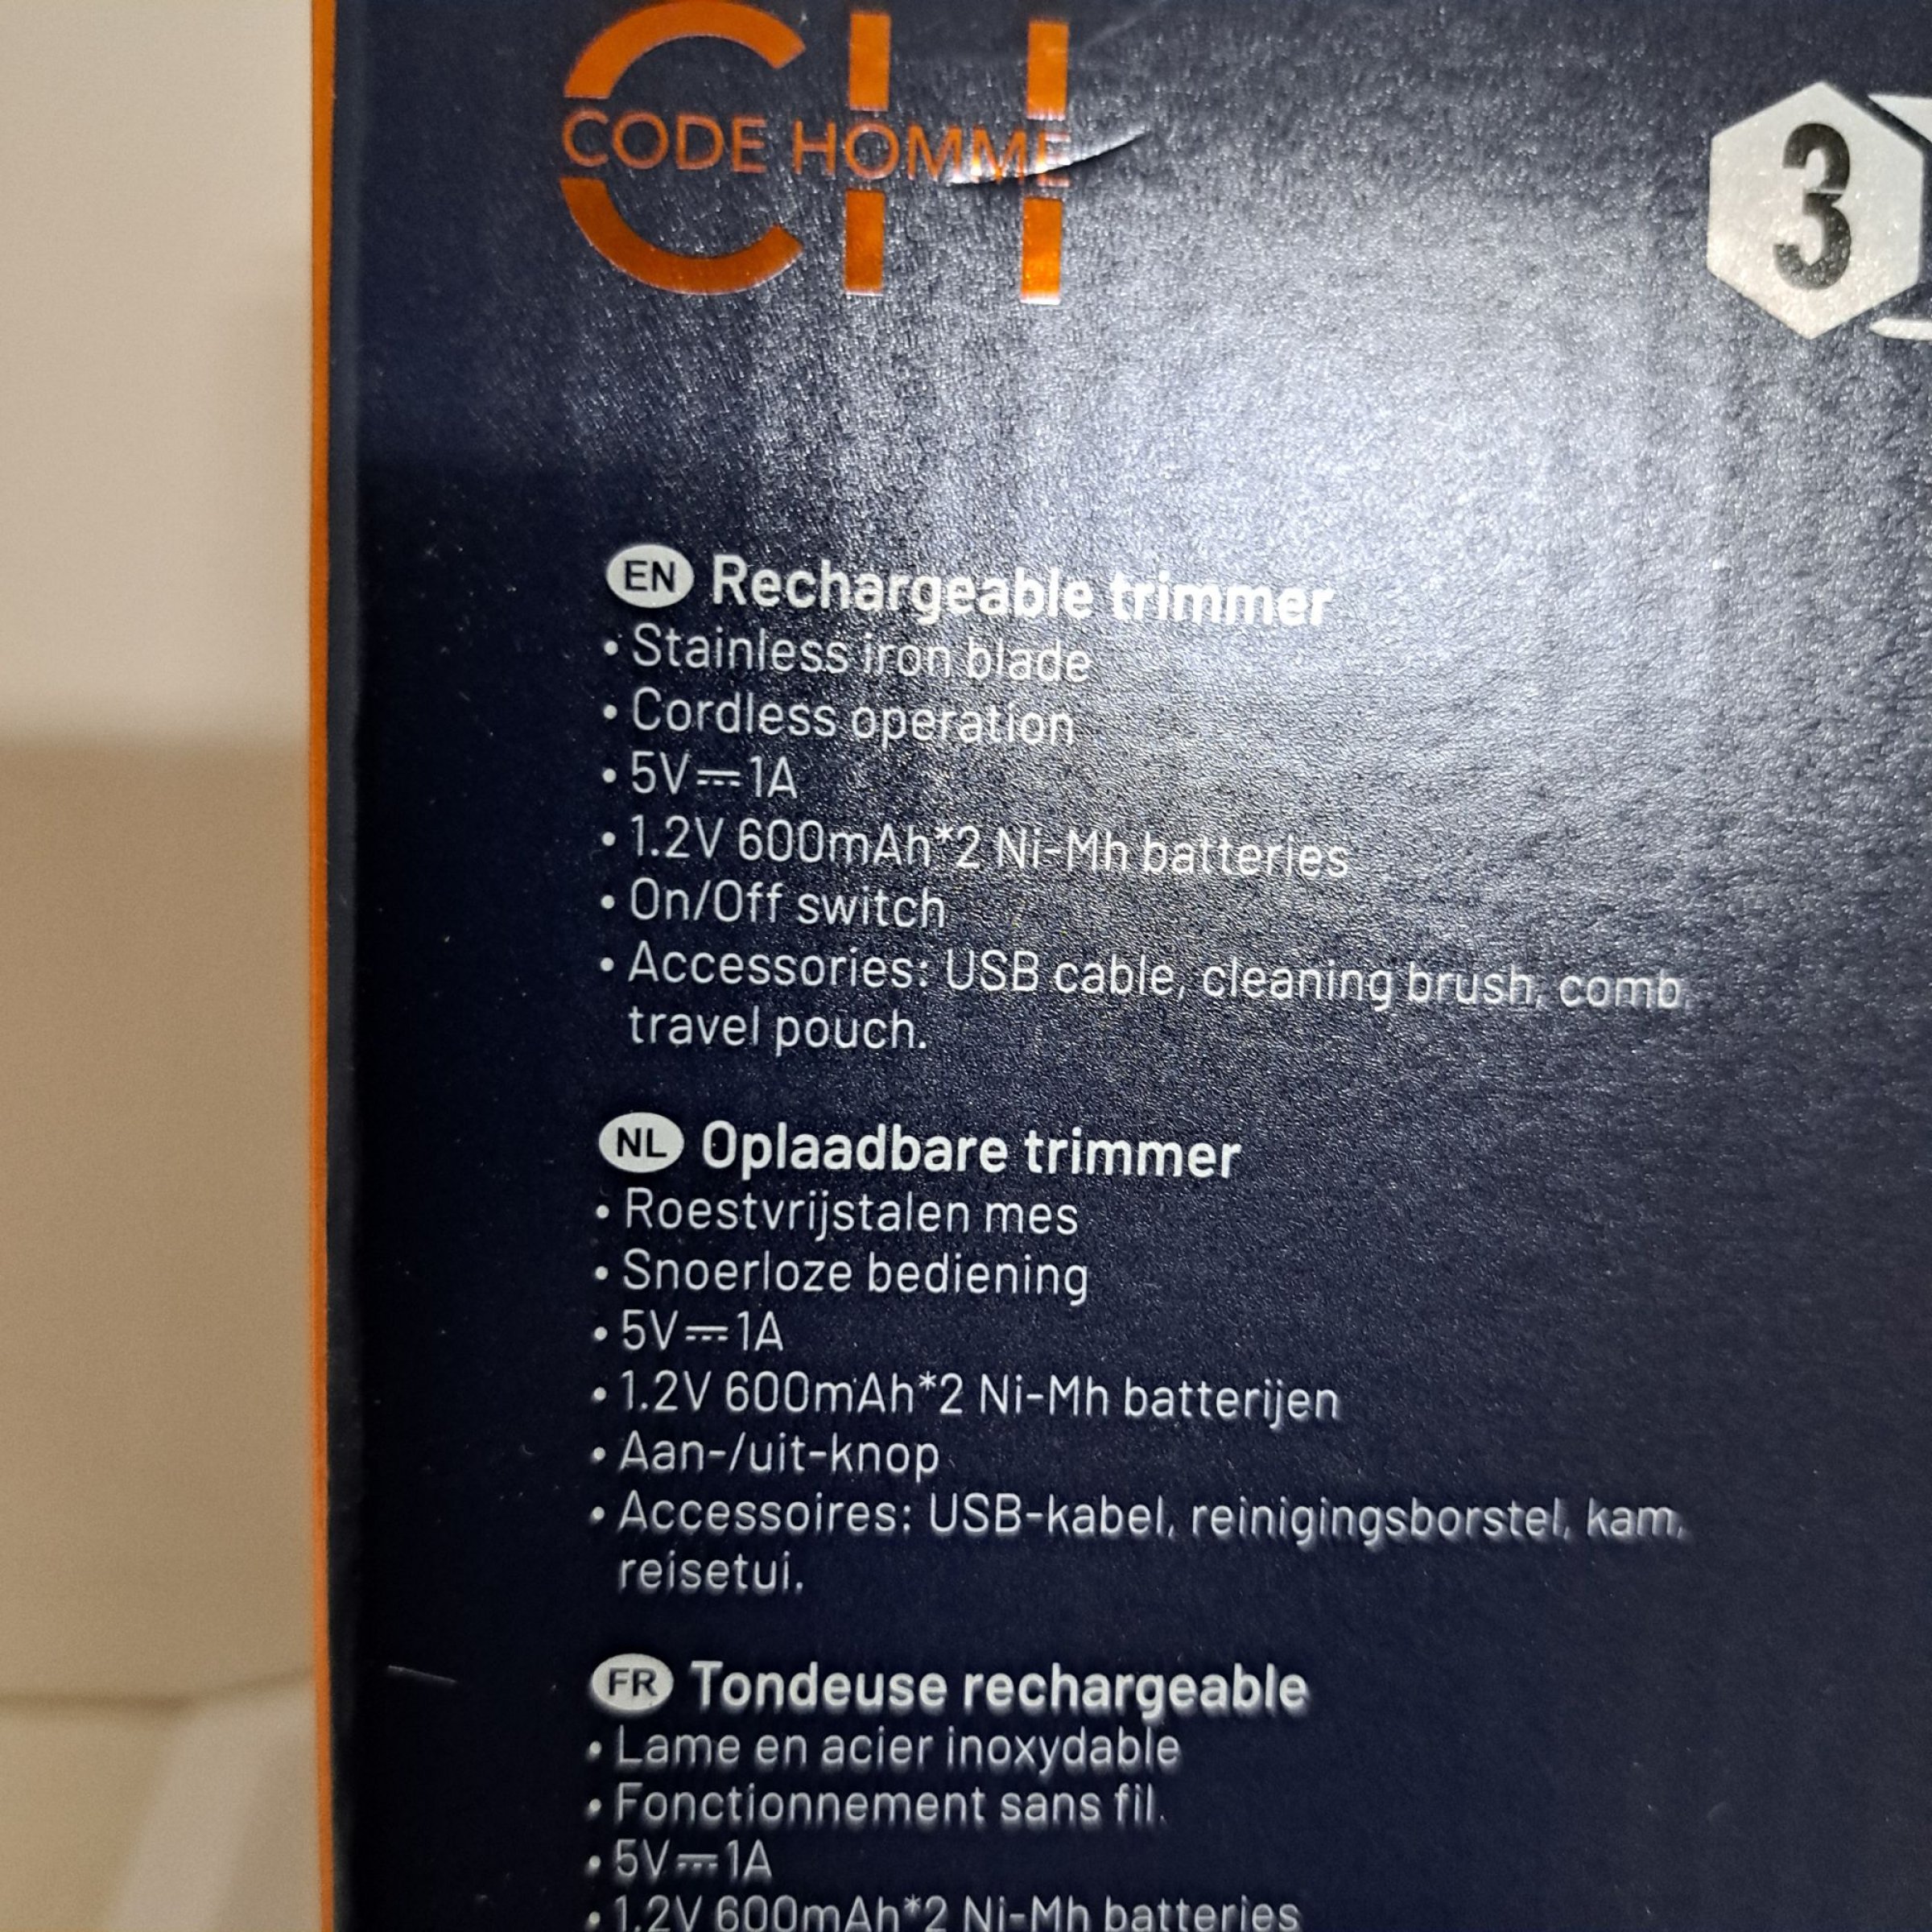 CH
CODE HOMME
3
EN Rechargeable trimmer
• Stainless iron blade
• Cordless operation
• 5V⎓1A
• 1.2V 600mAh*2 Ni-Mh batteries
• On/Off switch
• Accessories: USB cable, cleaning brush, comb,
travel pouch.
NL Oplaadbare trimmer
• Roestvrijstalen mes
• Snoerloze bediening
• 5V⎓1A
• 1.2V 600mAh*2 Ni-Mh batterijen
• Aan-/uit-knop
• Accessoires: USB-kabel, reinigingsborstel, kam,
reisetui.
FR Tondeuse rechargeable
• Lame en acier inoxydable
• Fonctionnement sans fil.
• 5V⎓1A
• 1.2V 600mAh*2 Ni-Mh batteries